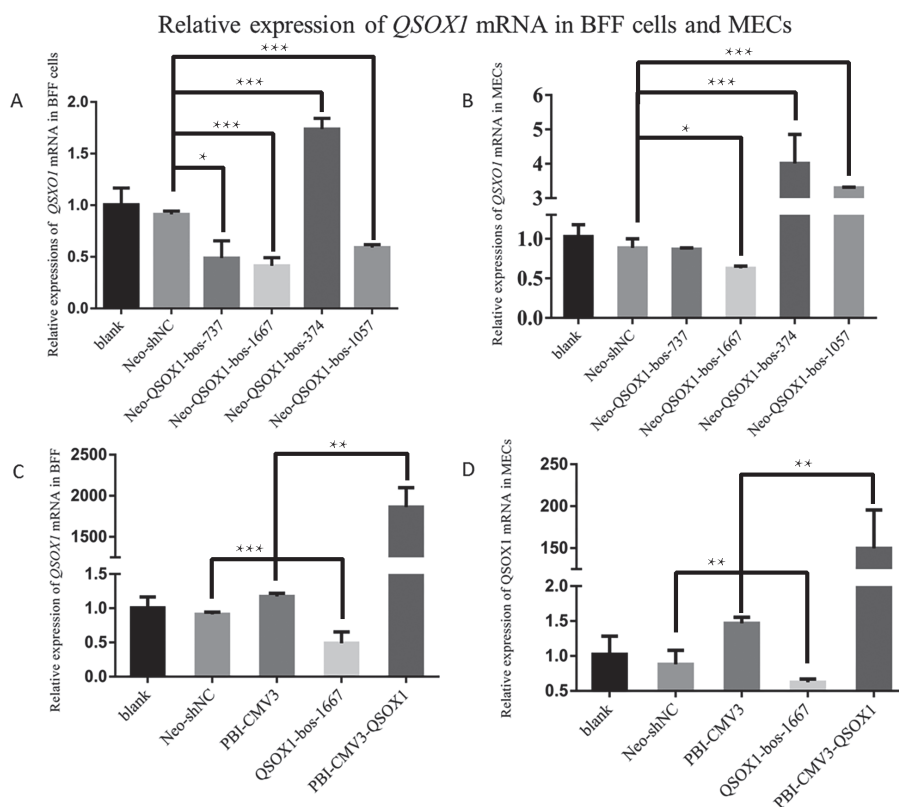 Relative expression of QSOX1 mRNA in BFF cells and MECs
A
Relative expressions of QSXO1 mRNA in BFF cells
2.0
1.5
1.0
0.5
0.0
***
***
***
*
blank
Neo-shNC
Neo-QSOX1-bos-737
Neo-QSOX1-bos-1667
Neo-QSOX1-bos-374
Neo-QSOX1-bos-1057
B
Relative expressions of QSXO1 mRNA in MECs
6
5
4
3
1.0
0.5
0.0
***
***
*
blank
Neo-shNC
Neo-QSOX1-bos-737
Neo-QSOX1-bos-1667
Neo-QSOX1-bos-374
Neo-QSOX1-bos-1057
C
Relative expression of QSOX1 mRNA in BFF
2500
2000
1500
1.5
1.0
0.5
0.0
**
***
blank
Neo-shNC
PBI-CMV3
QSOX1-bos-1667
PBI-CMV3-QSOX1
D
Relative expression of QSOX1 mRNA in MECs
250
200
150
2.0
1.5
1.0
0.5
**
**
blank
Neo-shNC
PBI-CMV3
QSOX1-bos-1667
PBI-CMV3-QSOX1